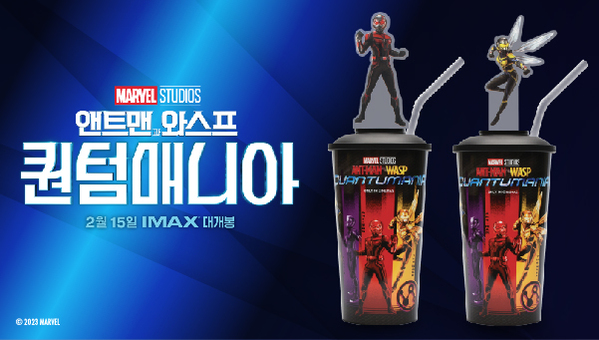 MARVEL STUDIOS
앤트맨과 와스프
퀀텀매니아
2월 15일 IMAX 대개봉
© 2023 MARVEL
MARVEL STUDIOS
ANT-MAN AND THE WASP
QUANTUMANIA
MARVEL STUDIOS
ANT-MAN AND THE WASP
QUANTUMANIA